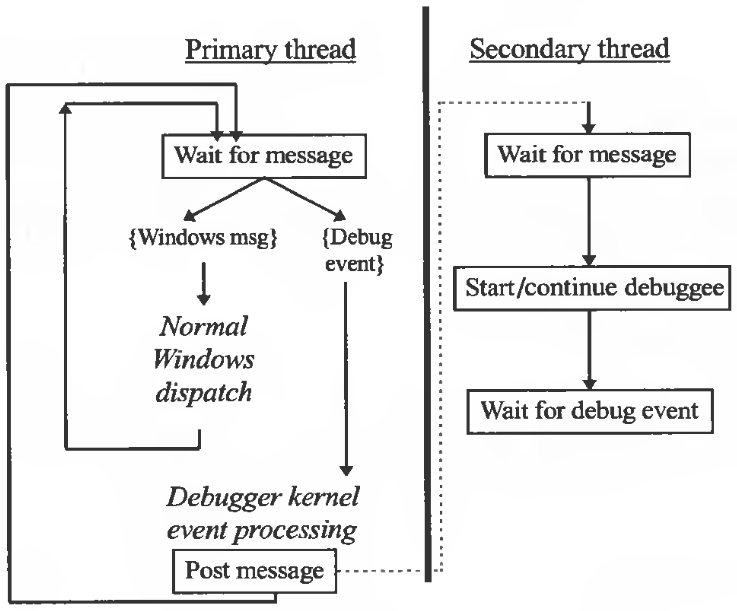 Primary thread
Wait for message
{Windows msg}
{Debug
event}
Normal
Windows
dispatch
Debugger kernel
event processing
Post message
Secondary thread
Wait for message
Start/continue debuggee
Wait for debug event